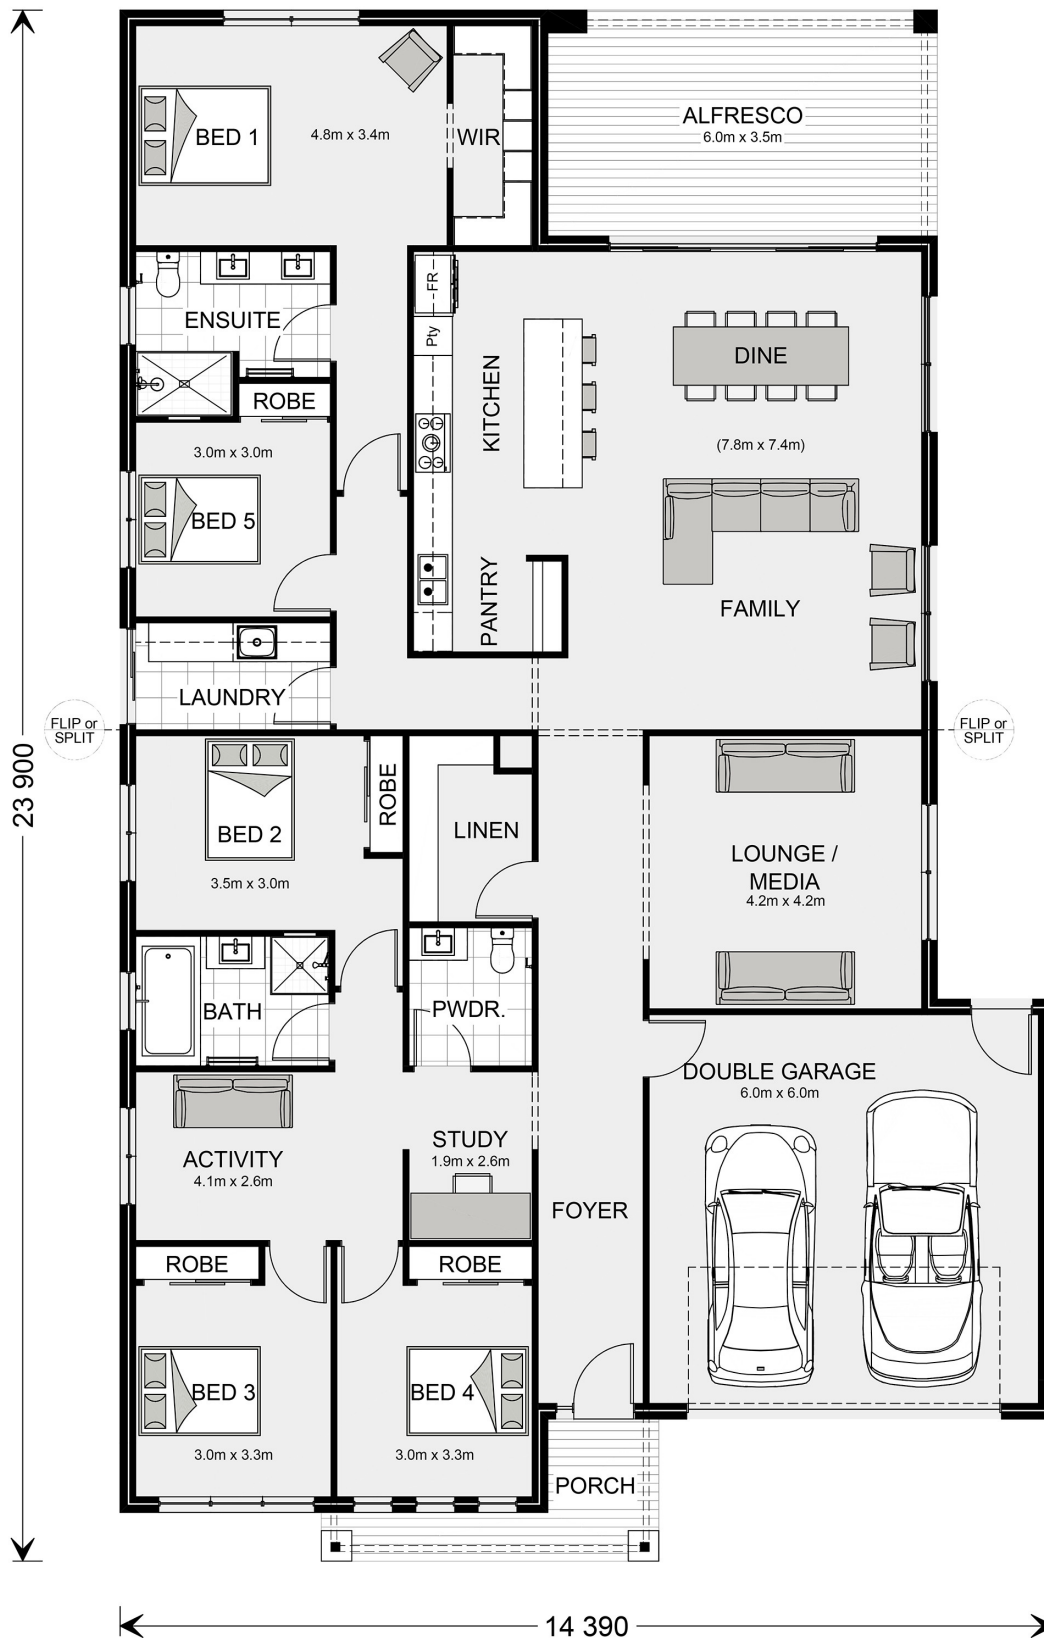 BED 1
4.8m x 3.4m
WIR
ALFRESCO
6.0m x 3.5m
ENSUITE
FR
Pty
KITCHEN
DINE
ROBE
3.0m x 3.0m
(7.8m x 7.4m)
BED 5
PANTRY
FAMILY
LAUNDRY
FLIP or
SPLIT
FLIP or
SPLIT
23 900
BED 2
3.5m x 3.0m
ROBE
LINEN
LOUNGE /
MEDIA
4.2m x 4.2m
BATH
PWDR.
DOUBLE GARAGE
6.0m x 6.0m
ACTIVITY
4.1m x 2.6m
STUDY
1.9m x 2.6m
FOYER
ROBE
ROBE
BED 3
3.0m x 3.3m
BED 4
3.0m x 3.3m
PORCH
14 390